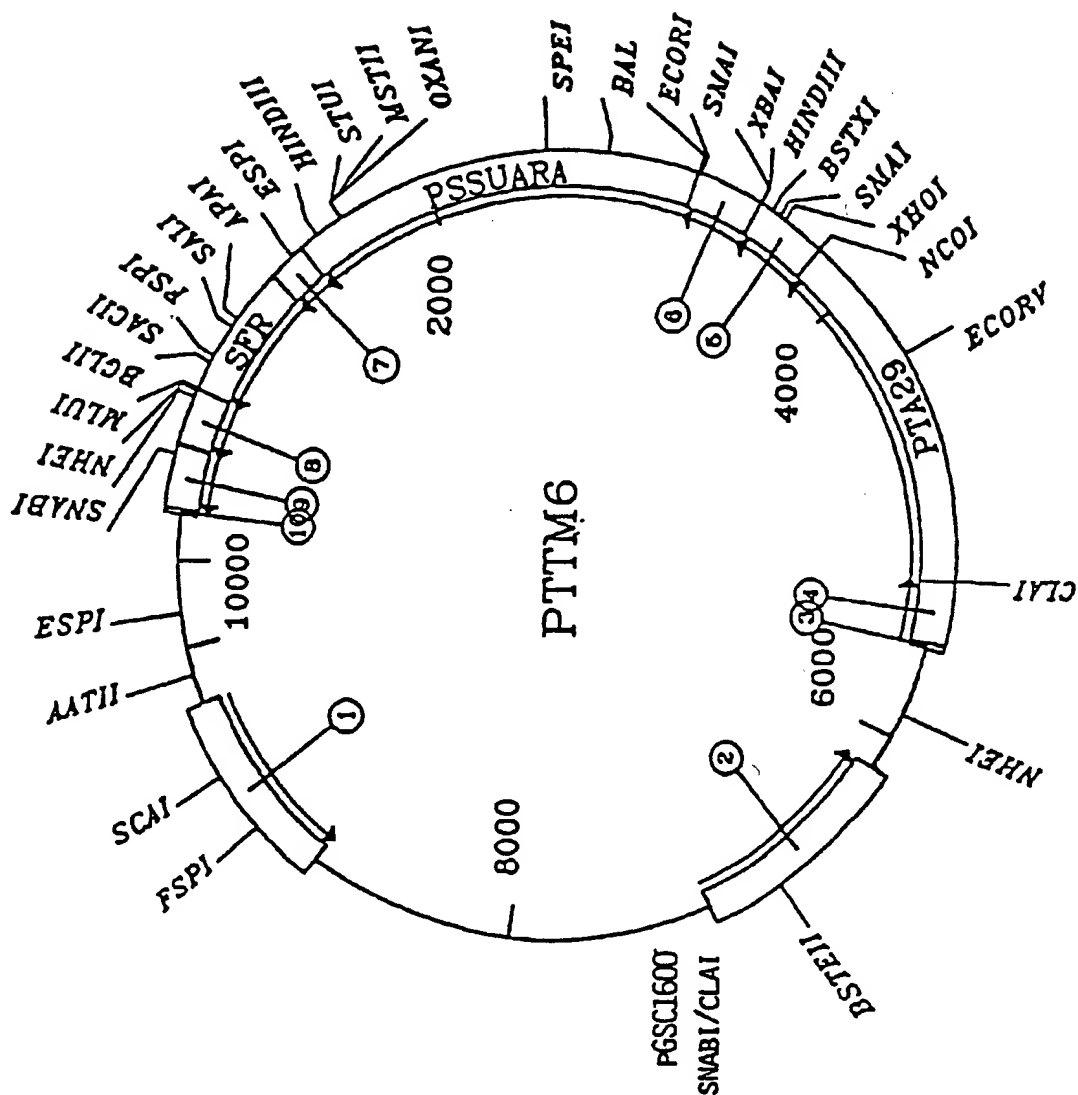 OXANI
MSTII
STUI
HINDIII
ESPI
APAI
SALI
FSPI
SACII
BGLII
MLUI
NHEI
SNABI
SPEI
BAL
ECORI
SMAI
XBAI
HINDIII
BSTXI
SMAI
XHOI
NCOI
ECORV
CLAI
NHEI
BSTEII
PGSC1600
SNABI/CLAI
FSPI
SCAI
AATII
ESPI
PSSUARA
SFR
PTA29
2000
4000
6000
8000
10000
PTTM6
6
5
7
8
9
10
3
4
1
2